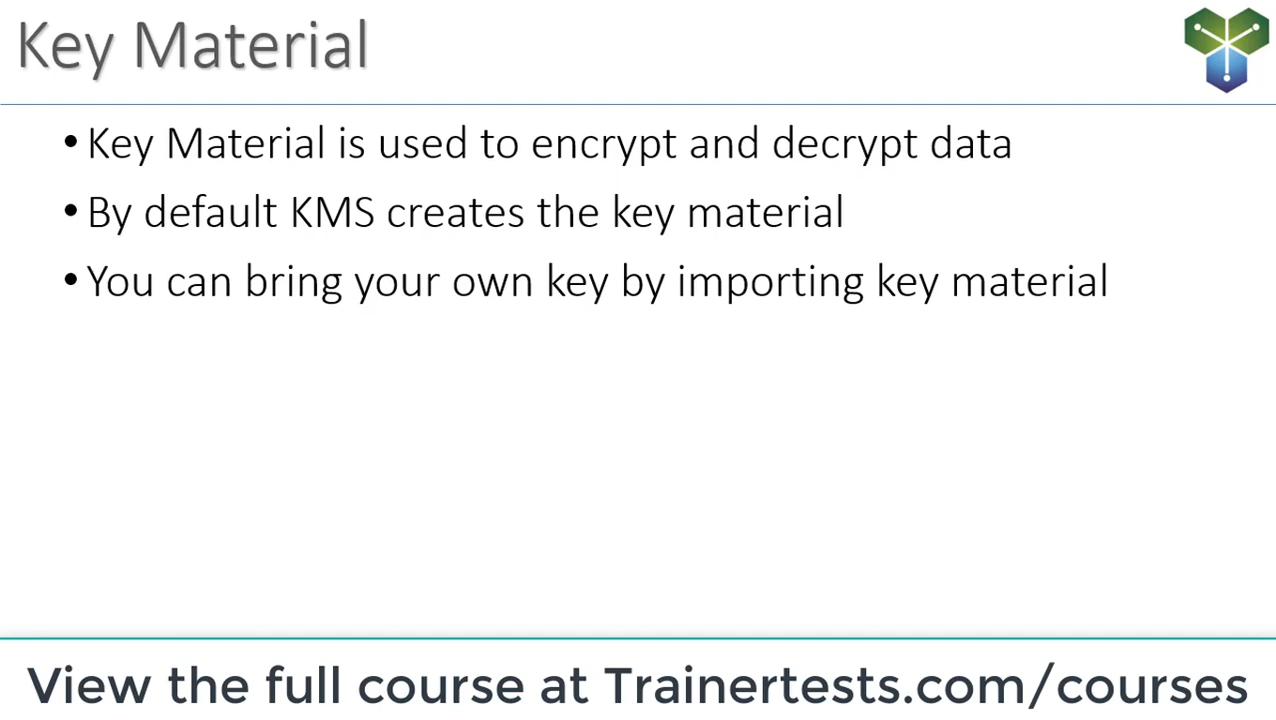 Key Material
• Key Material is used to encrypt and decrypt data
• By default KMS creates the key material
• You can bring your own key by importing key material
View the full course at Trainertests.com/courses